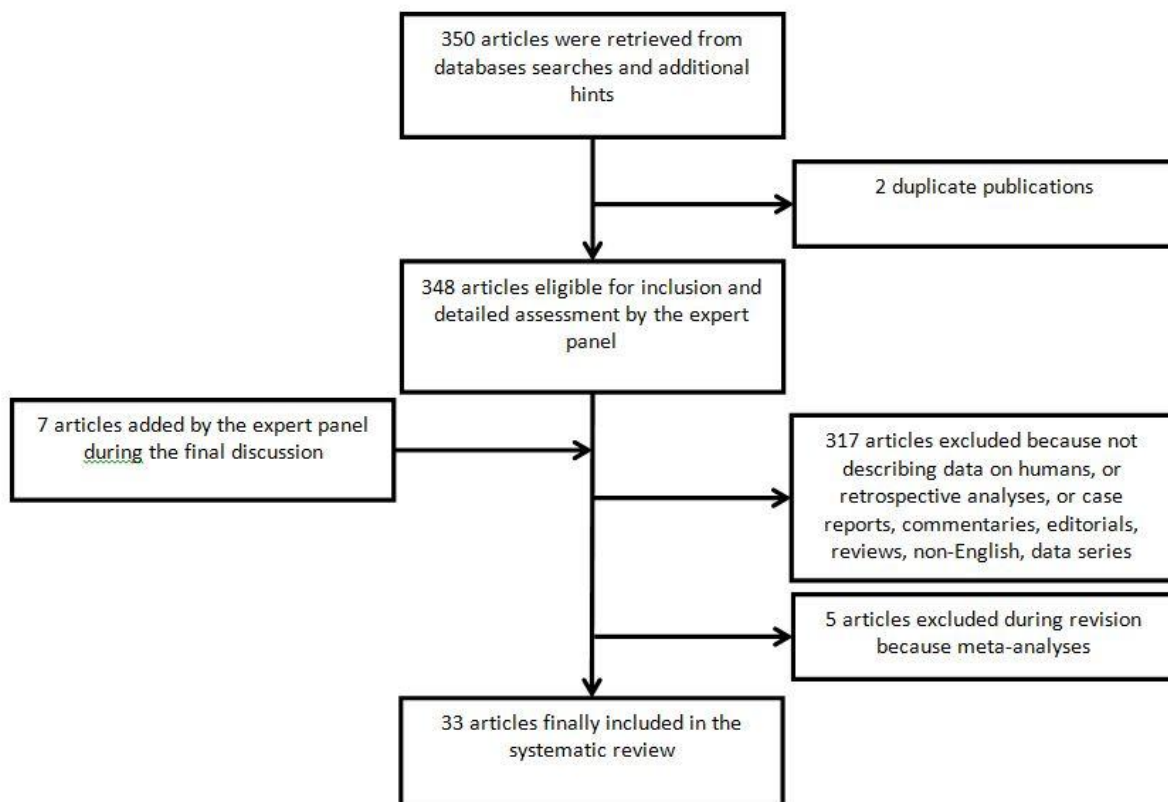 350 articles were retrieved from
databases searches and additional
hints
2 duplicate publications
348 articles eligible for inclusion and
detailed assessment by the expert
panel
7 articles added by the expert panel
during the final discussion
317 articles excluded because not
describing data on humans, or
retrospective analyses, or case
reports, commentaries, editorials,
reviews, non-English, data series
5 articles excluded during revision
because meta-analyses
33 articles finally included in the
systematic review